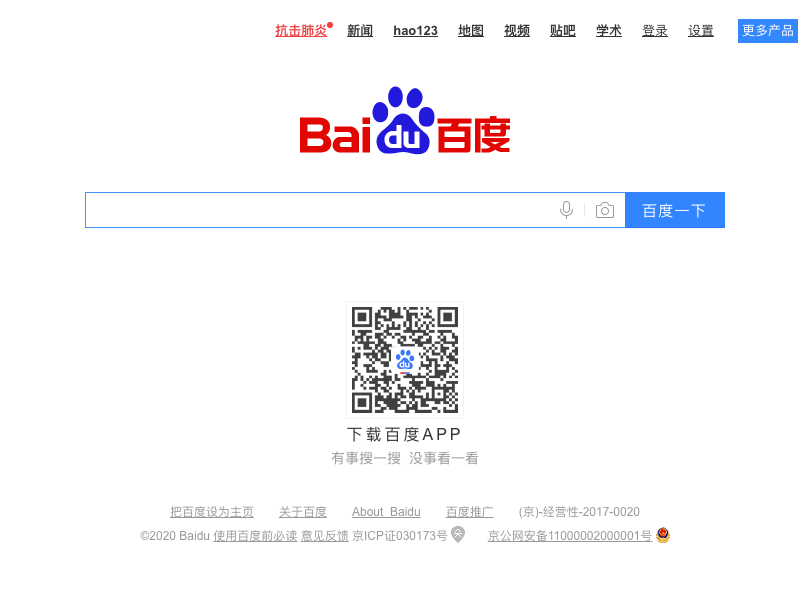 抗击肺炎 新闻 hao123 地图 视频 贴吧 学术 登录 设置 更多产品
Bai du 百度
百度一下
du
下载百度APP
有事搜一搜 没事看一看
把百度设为主页 关于百度 About Baidu 百度推广 (京)-经营性-2017-0020
©2020 Baidu 使用百度前必读 意见反馈 京ICP证030173号 京公网安备11000002000001号